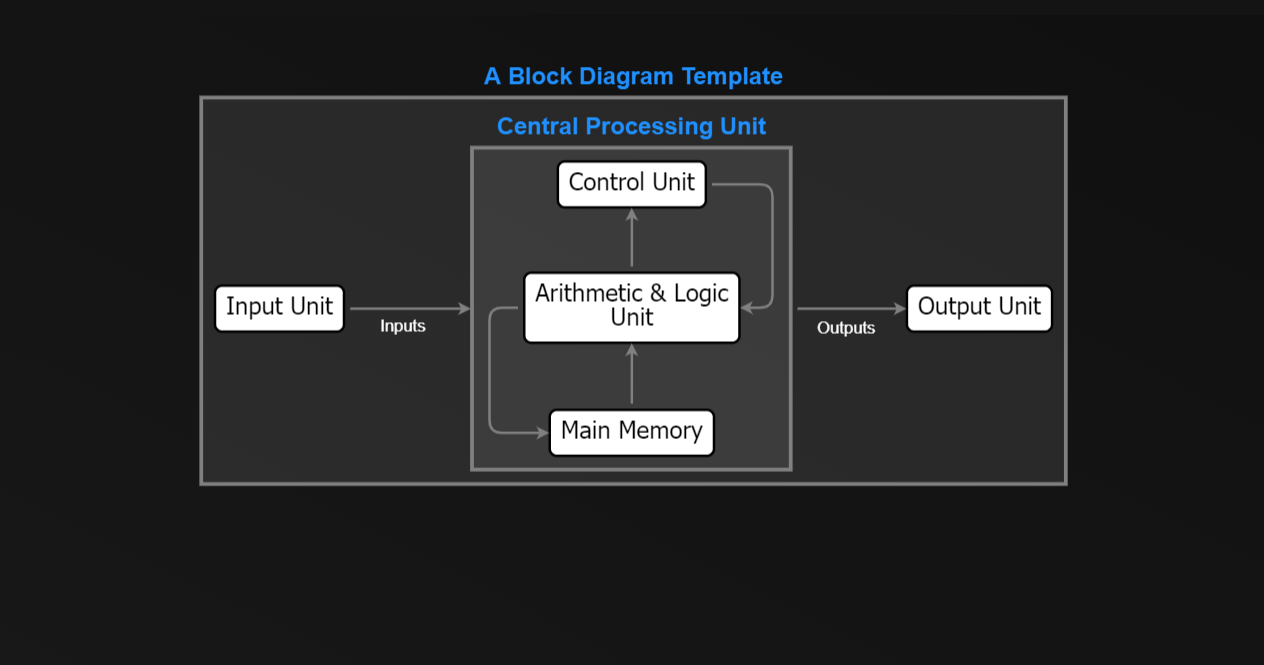 A Block Diagram Template
Central Processing Unit
Control Unit
Input Unit
Inputs
Arithmetic & Logic
Unit
Outputs
Output Unit
Main Memory